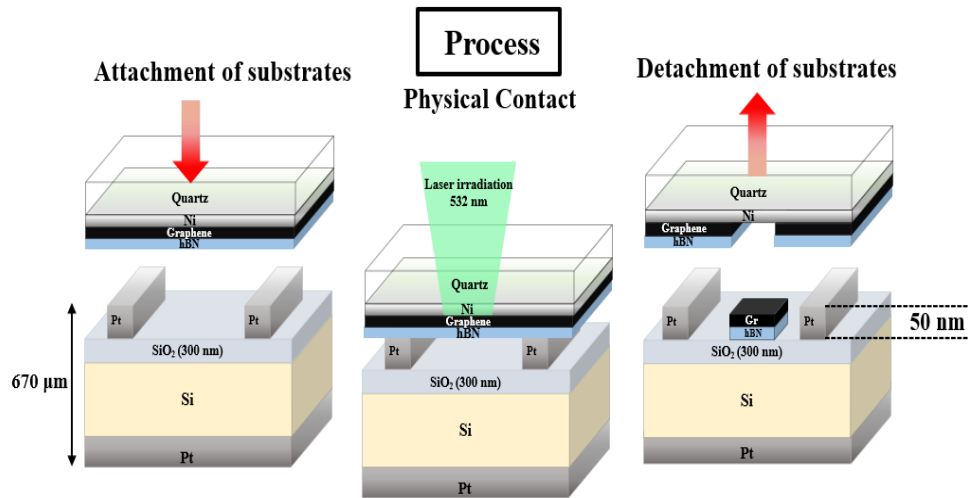 Process
Attachment of substrates
Physical Contact
Detachment of substrates
Quartz
Ni
Graphene
hBN
Pt
Pt
SiO₂ (300 nm)
Si
Pt
670 μm
Laser irradiation
532 nm
Quartz
Ni
Graphene
hBN
Pt
Pt
SiO₂ (300 nm)
Si
Pt
Quartz
Ni
Graphene
hBN
Pt
Gr
hBN
Pt
SiO₂ (300 nm)
Si
Pt
50 nm